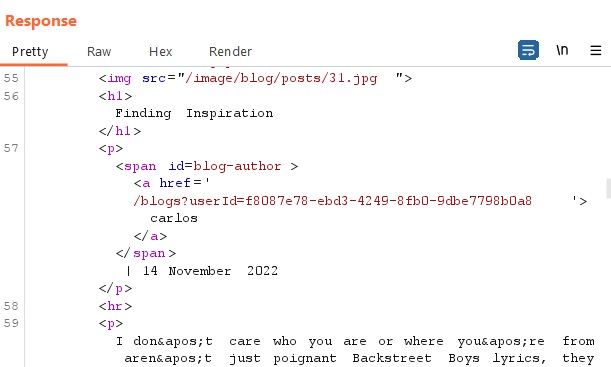 Response
Pretty Raw Hex Render \n ☰
55 <img src="/image/blog/posts/31.jpg ">
56 <h1>
Finding Inspiration
</h1>
57 <p>
<span id=blog-author >
<a href='
/blogs?userId=f8087e78-ebd3-4249-8fb0-9dbe7798b0a8 '>
carlos
</a>
</span>
| 14 November 2022
</p>
58 <hr>
59 <p>
I don&apos;t care who you are or where you&apos;re from
aren&apos;t just poignant Backstreet Boys lyrics, they